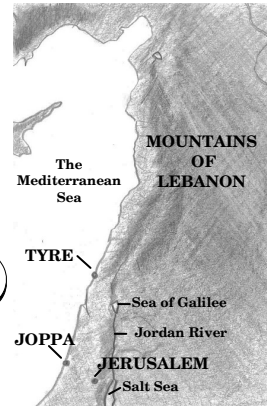 MOUNTAINS
OF
LEBANON
The
Mediterranean
Sea
TYRE
Sea of Galilee
Jordan River
JOPPA
JERUSALEM
Salt Sea